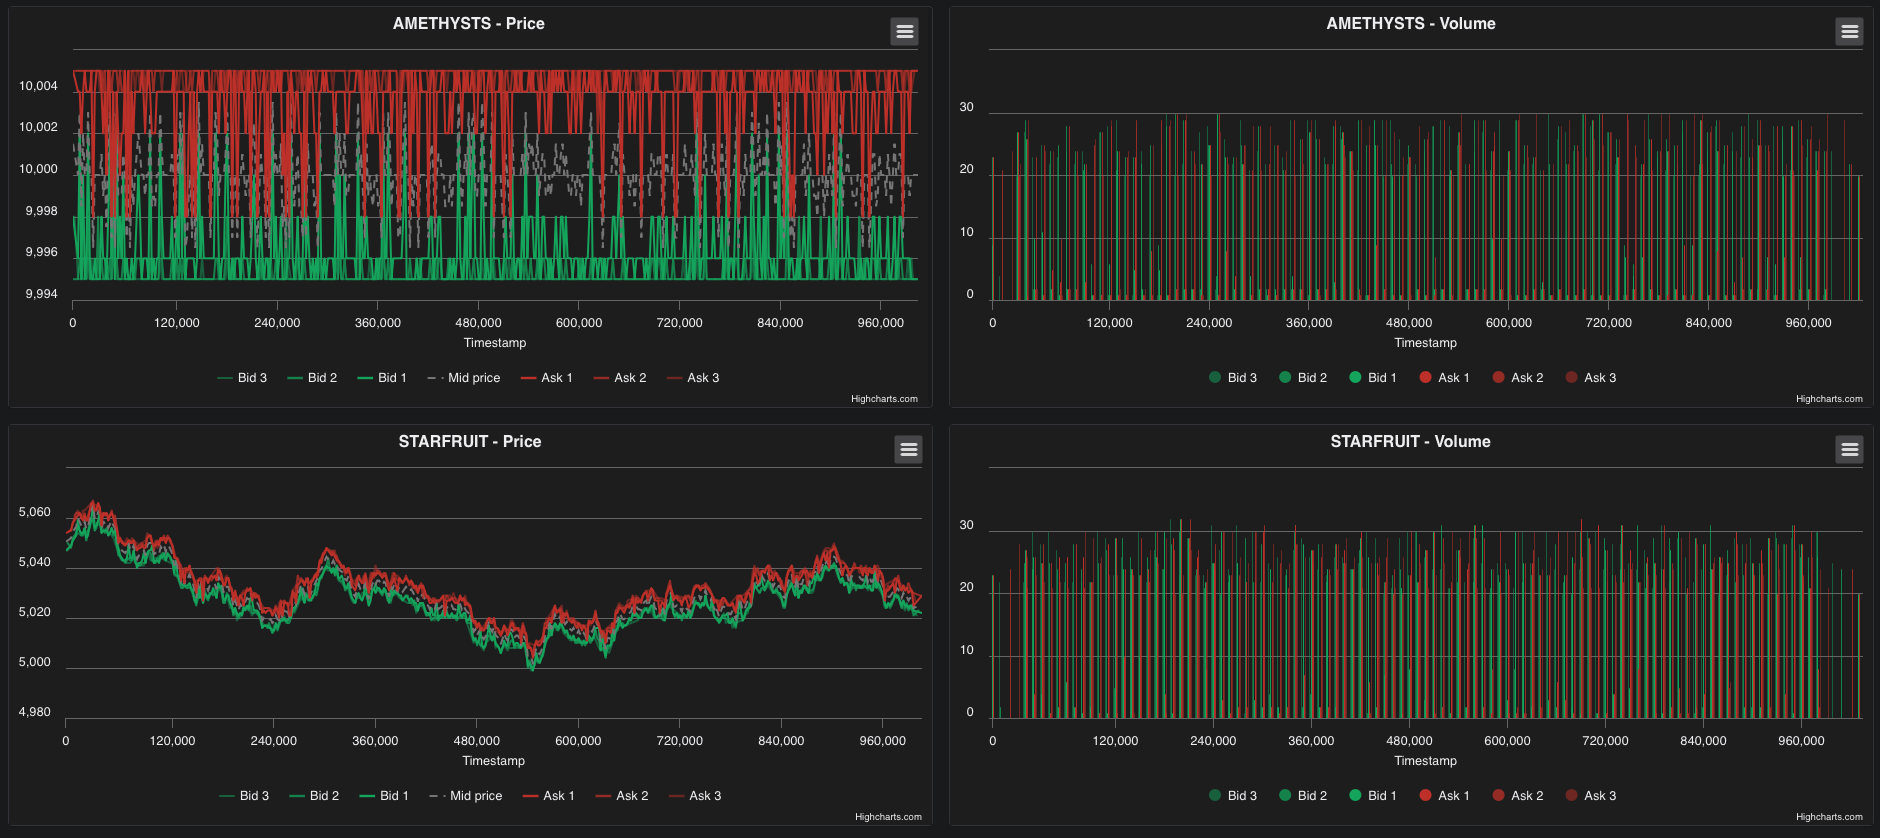 AMETHYSTS - Price
10,004
10,002
10,000
9,998
9,996
9,994
0 120,000 240,000 360,000 480,000 600,000 720,000 840,000 960,000
Timestamp
Bid 3 Bid 2 Bid 1 Mid price Ask 1 Ask 2 Ask 3
Highcharts.com
AMETHYSTS - Volume
30
20
10
0
0 120,000 240,000 360,000 480,000 600,000 720,000 840,000 960,000
Timestamp
Bid 3 Bid 2 Bid 1 Ask 1 Ask 2 Ask 3
Highcharts.com
STARFRUIT - Price
5,060
5,040
5,020
5,000
4,980
0 120,000 240,000 360,000 480,000 600,000 720,000 840,000 960,000
Timestamp
Bid 3 Bid 2 Bid 1 Mid price Ask 1 Ask 2 Ask 3
Highcharts.com
STARFRUIT - Volume
30
20
10
0
0 120,000 240,000 360,000 480,000 600,000 720,000 840,000 960,000
Timestamp
Bid 3 Bid 2 Bid 1 Ask 1 Ask 2 Ask 3
Highcharts.com